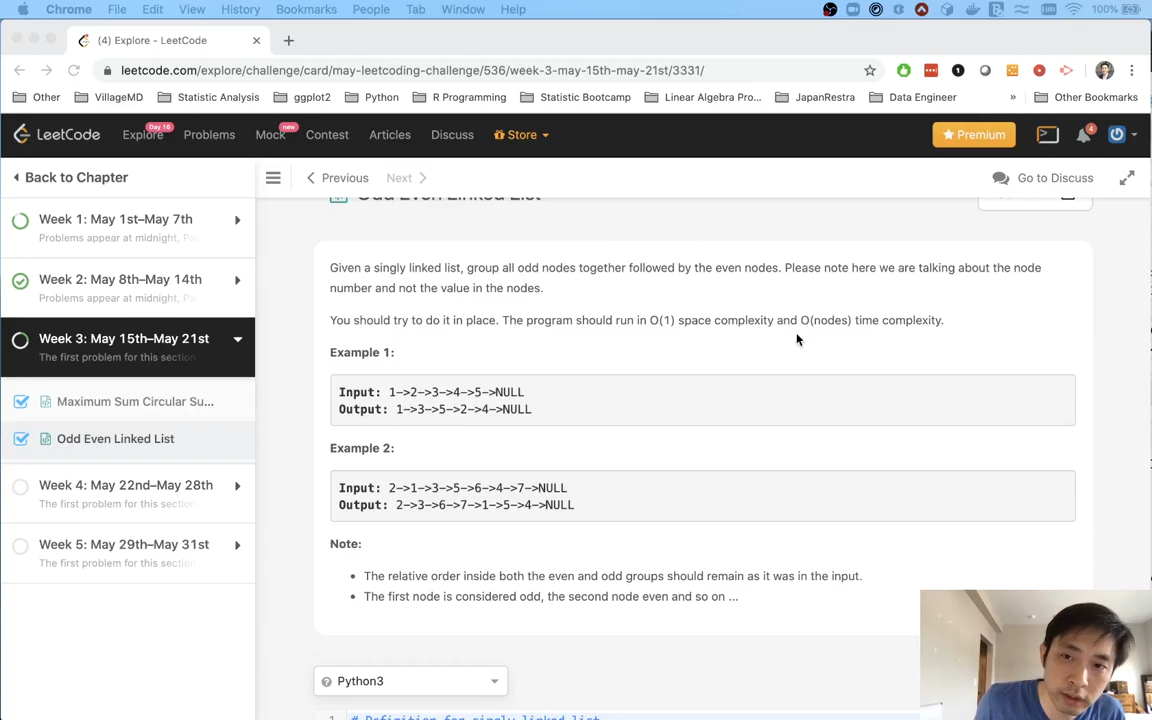 Chrome File Edit View History Bookmarks People Tab Window Help 100%
(4) Explore - LeetCode
leetcode.com/explore/challenge/card/may-leetcoding-challenge/536/week-3-may-15th-may-21st/3331/
Other VillageMD Statistic Analysis ggplot2 Python R Programming Statistic Bootcamp Linear Algebra Pro... JapanRestra Data Engineer » Other Bookmarks
LeetCode Explore Day 16 Problems Mock new Contest Articles Discuss Store Premium 4
Back to Chapter
Previous Next Go to Discuss
Odd Even Linked List
Week 1: May 1st–May 7th
Problems appear at midnight, Pa
Week 2: May 8th–May 14th
Problems appear at midnight, Pa
Week 3: May 15th–May 21st
The first problem for this section
Maximum Sum Circular Su...
Odd Even Linked List
Week 4: May 22nd–May 28th
The first problem for this section
Week 5: May 29th–May 31st
The first problem for this section
Given a singly linked list, group all odd nodes together followed by the even nodes. Please note here we are talking about the node
number and not the value in the nodes.
You should try to do it in place. The program should run in O(1) space complexity and O(nodes) time complexity.
Example 1:
Input: 1->2->3->4->5->NULL
Output: 1->3->5->2->4->NULL
Example 2:
Input: 2->1->3->5->6->4->7->NULL
Output: 2->3->6->7->1->5->4->NULL
Note:
• The relative order inside both the even and odd groups should remain as it was in the input.
• The first node is considered odd, the second node even and so on ...
Python3
1 # Definition for singly-linked list.